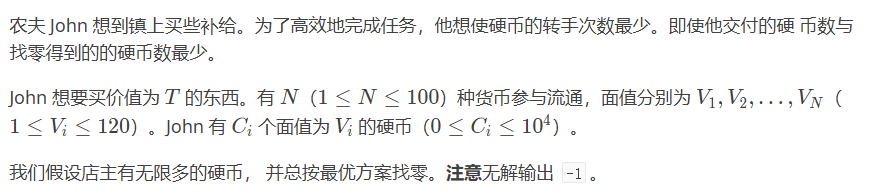 农夫 John 想到镇上买些补给。为了高效地完成任务，他想使硬币的转手次数最少。即使他交付的硬 币数与
找零得到的的硬币数最少。
John 想要买价值为 T 的东西。有 N（1 ≤ N ≤ 100）种货币参与流通，面值分别为 V₁, V₂, …, V_N（
1 ≤ Vᵢ ≤ 120）。John 有 Cᵢ 个面值为 Vᵢ 的硬币（0 ≤ Cᵢ ≤ 10⁴）。
我们假设店主有无限多的硬币， 并总按最优方案找零。注意无解输出 -1 。